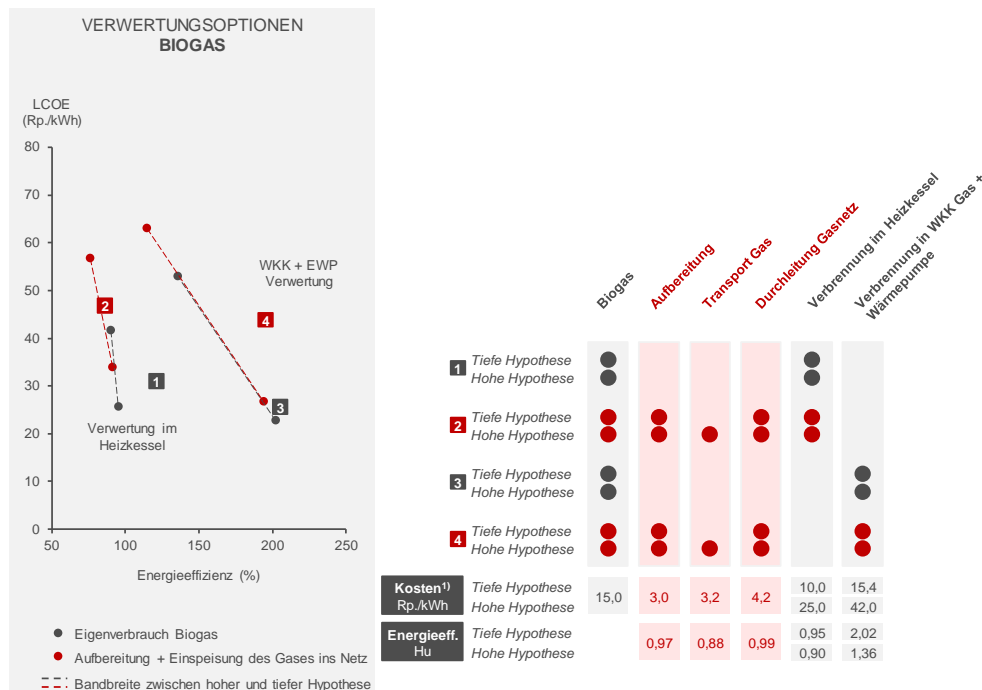 VERWERTUNGSOPTIONEN
BIOGAS
LCOE
(Rp./kWh)
80
70
60
50
40
30
20
10
0
50
100
150
200
250
Energieeffizienz (%)
WKK + EWP
Verwertung
2
4
1
3
Verwertung im
Heizkessel
Eigenverbrauch Biogas
Aufbereitung + Einspeisung des Gases ins Netz
Bandbreite zwischen hoher und tiefer Hypothese
Biogas
Aufbereitung
Transport Gas
Durchleitung Gasnetz
Verbrennung im Heizkessel
Verbrennung in WKK Gas +
Wärmepumpe
1
Tiefe Hypothese
Hohe Hypothese
2
Tiefe Hypothese
Hohe Hypothese
3
Tiefe Hypothese
Hohe Hypothese
4
Tiefe Hypothese
Hohe Hypothese
Kosten1)
Rp./kWh
Tiefe Hypothese
Hohe Hypothese
15,0
3,0
3,2
4,2
10,0
15,4
25,0
42,0
Energieeff.
Hu
Tiefe Hypothese
Hohe Hypothese
0,97
0,88
0,99
0,95
2,02
0,90
1,36